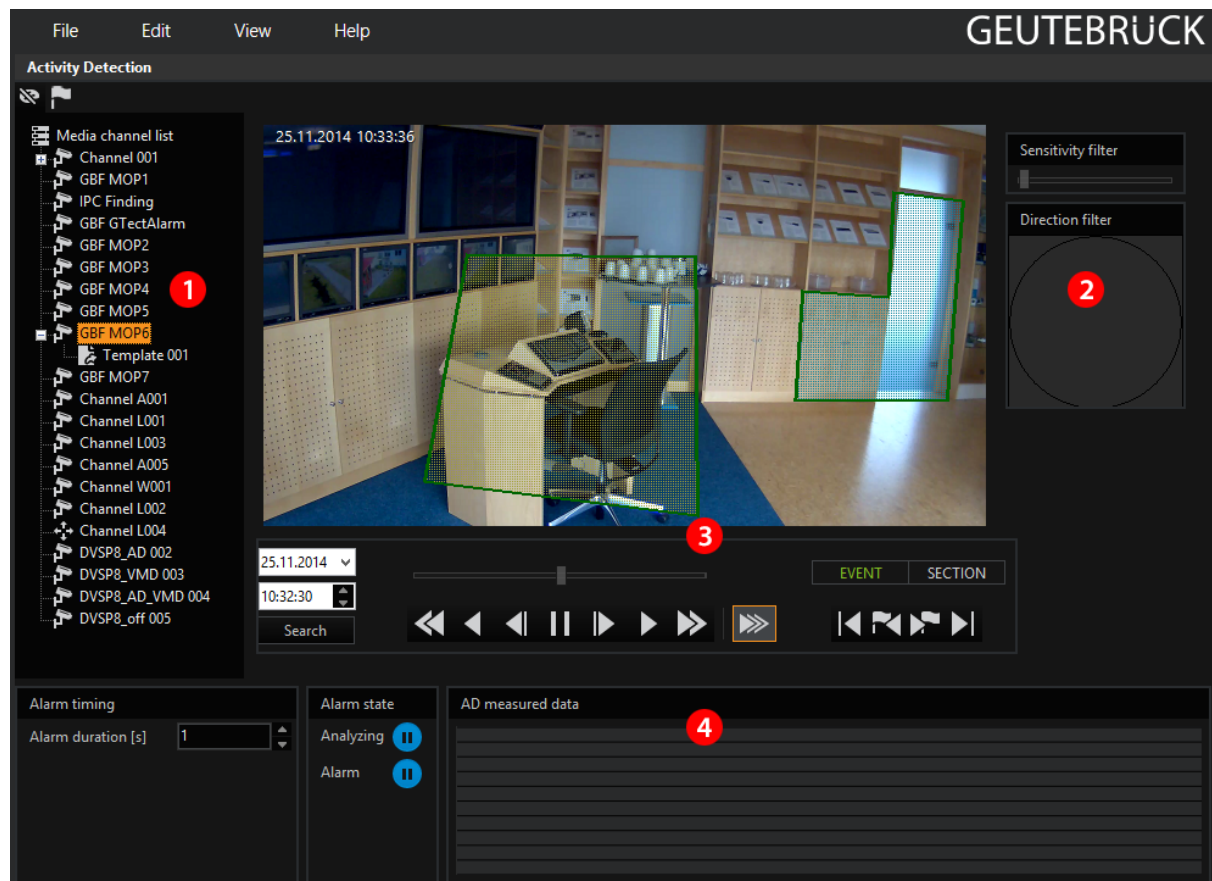 File Edit View Help
GEUTEBRÜCK
Activity Detection
Media channel list
Channel 001
GBF MOP1
IPC Finding
GBF GTectAlarm
GBF MOP2
GBF MOP3
GBF MOP4
1
GBF MOP5
GBF MOP6
Template 001
GBF MOP7
Channel A001
Channel L001
Channel L003
Channel A005
Channel W001
Channel L002
Channel L004
DVSP8_AD 002
DVSP8_VMD 003
DVSP8_AD_VMD 004
DVSP8_off 005
25.11.2014 10:33:36
Sensitivity filter
Direction filter
2
3
25.11.2014
10:32:30
Search
EVENT SECTION
Alarm timing
Alarm duration [s] 1
Alarm state
Analyzing
Alarm
AD measured data
4